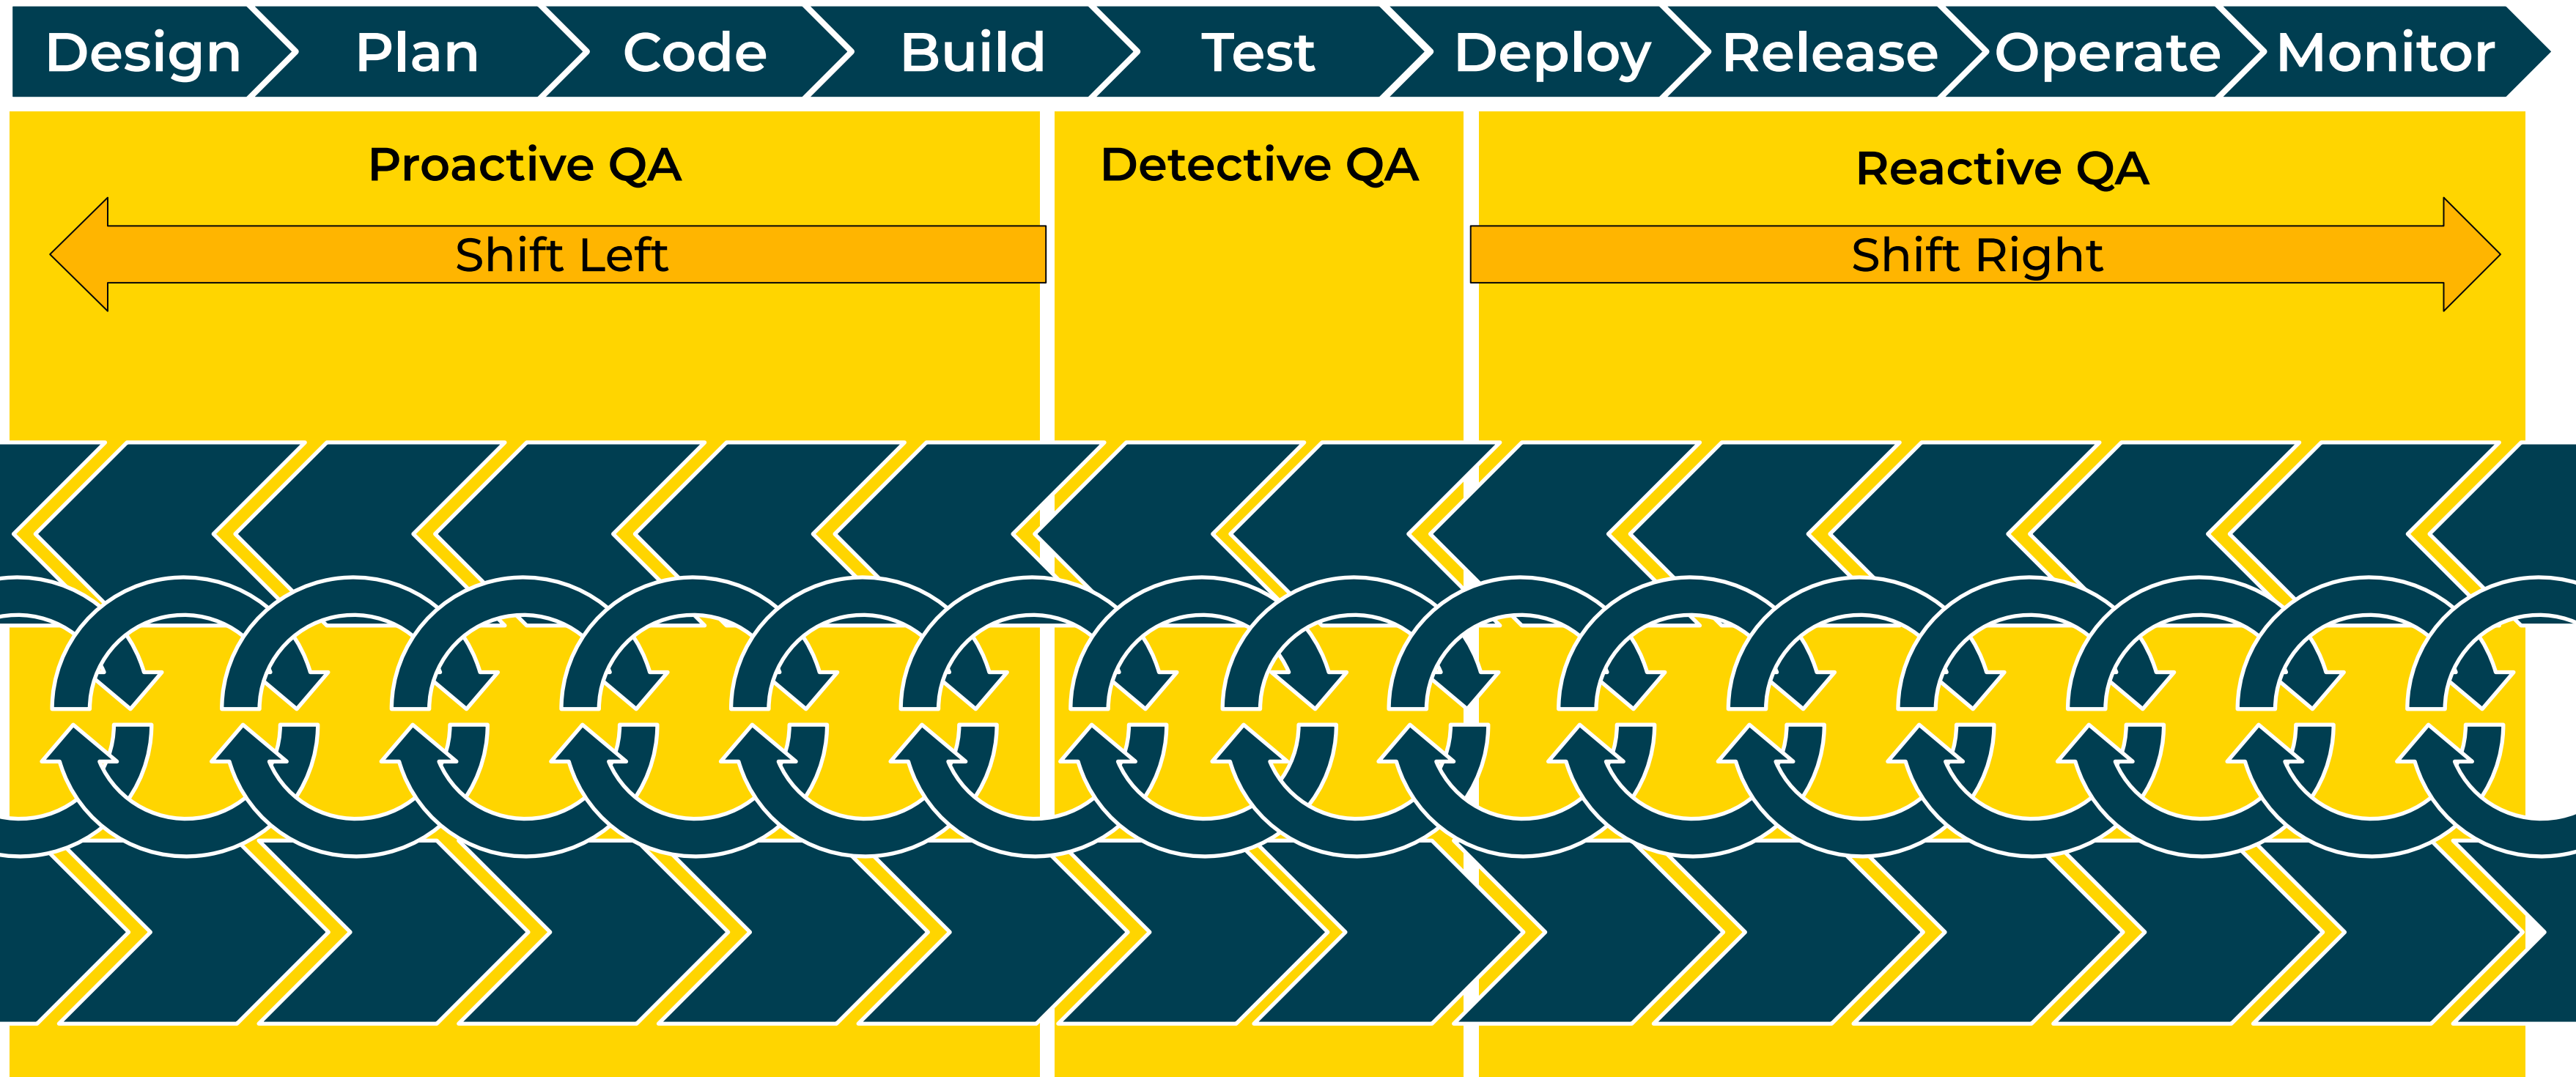 Design Plan Code Build Test Deploy Release Operate Monitor
Proactive QA
Detective QA
Reactive QA
Shift Left
Shift Right